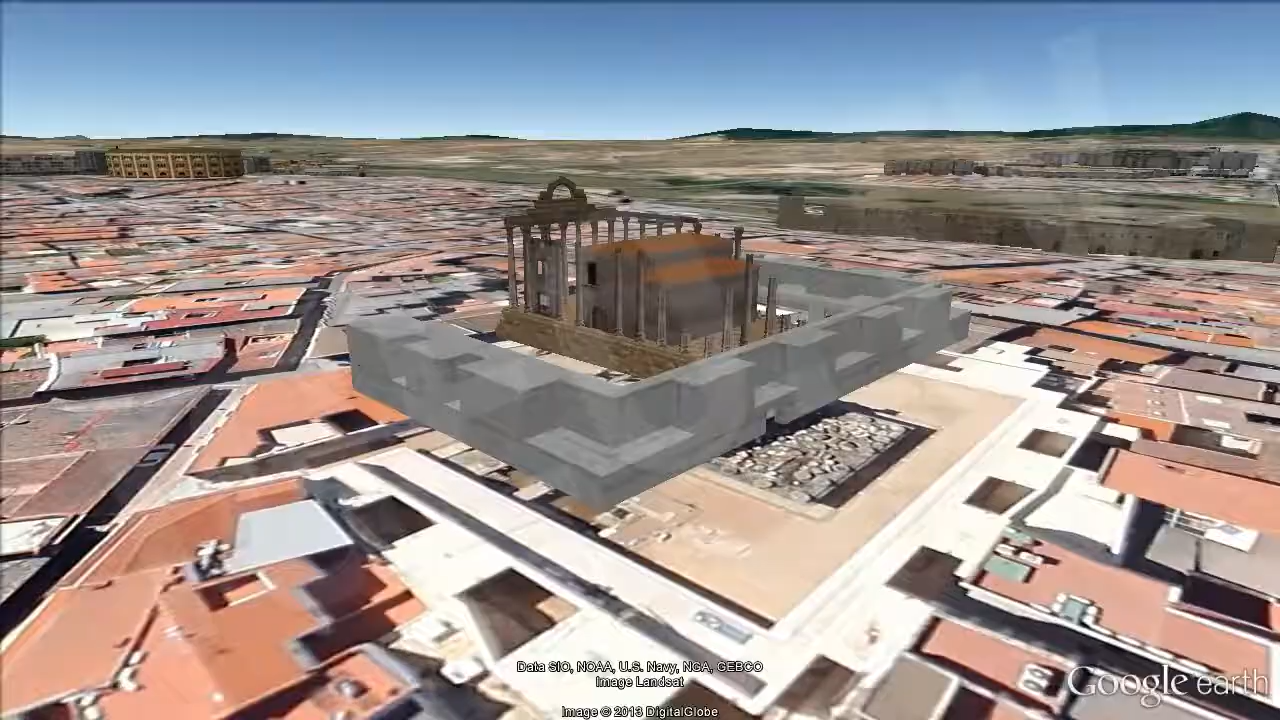 Data SIO, NOAA, U.S. Navy, NGA, GEBCO
Image Landsat
Image © 2013 DigitalGlobe
Google earth